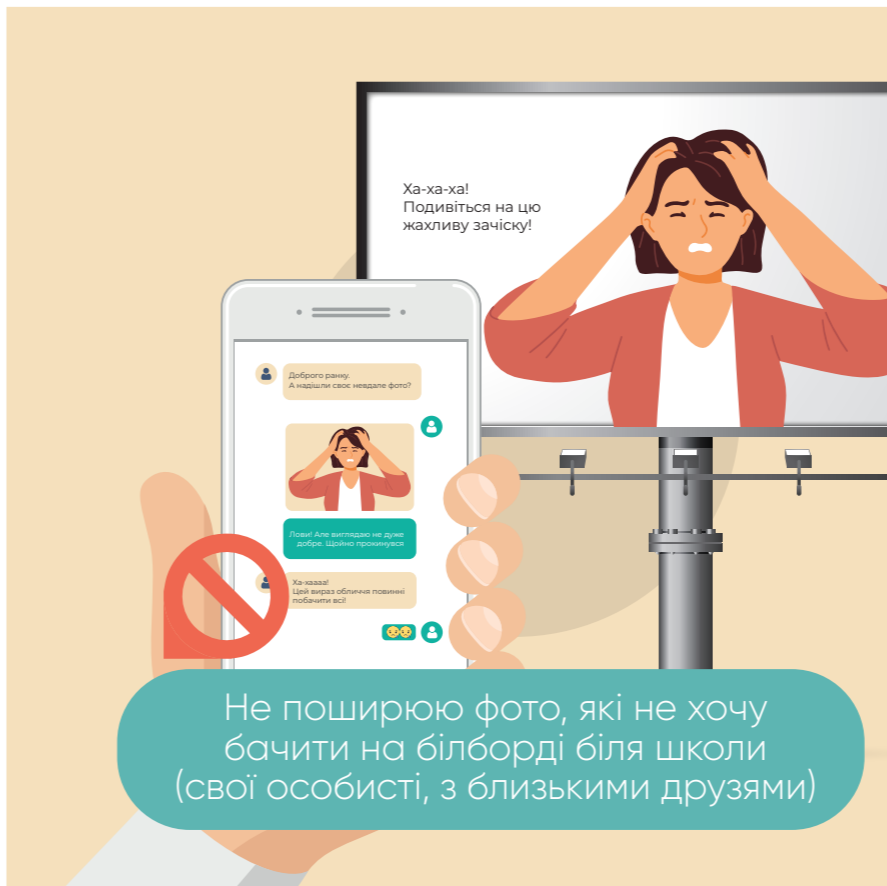 Ха-ха-ха!
Подивіться на цю
жахливу зачіску!
Доброго ранку.
А надішли своє невдале фото?
Лови! Але виглядаю не дуже
добре. Щойно прокинувся
Ха-хаааа!
Цей вираз обличчя повинні
побачити всі!
Не поширюю фото, які не хочу
бачити на білборді біля школи
(свої особисті, з близькими друзями)